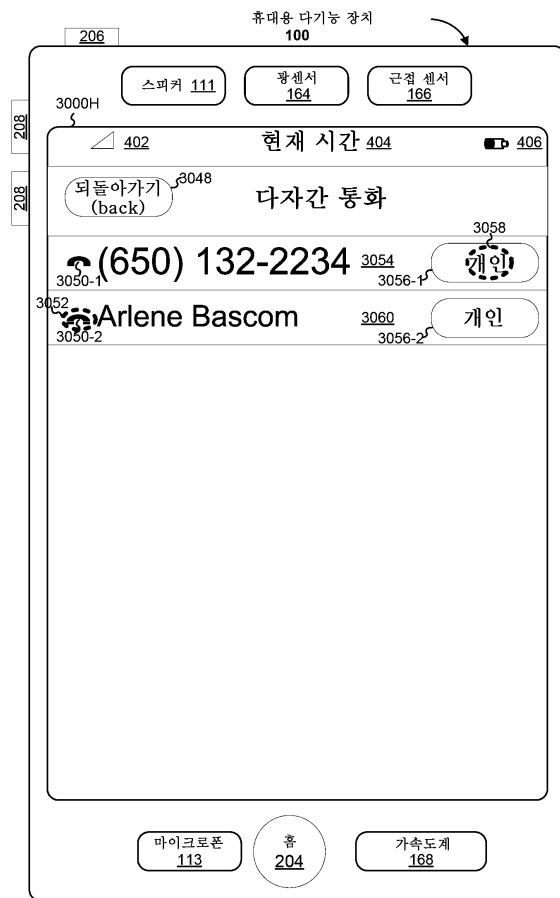 휴대용 다기능 장치
100
206
스피커 111
광센서
164
근접 센서
166
208
208
3000H
402
현재 시간 404
406
되돌아가기
(back)
3048
다자간 통화
3058
(650) 132-2234 3054
개인
3050-1
3056-1
3052
Arlene Bascom 3060
개인
3050-2
3056-2
마이크로폰
113
홈
204
가속도계
168